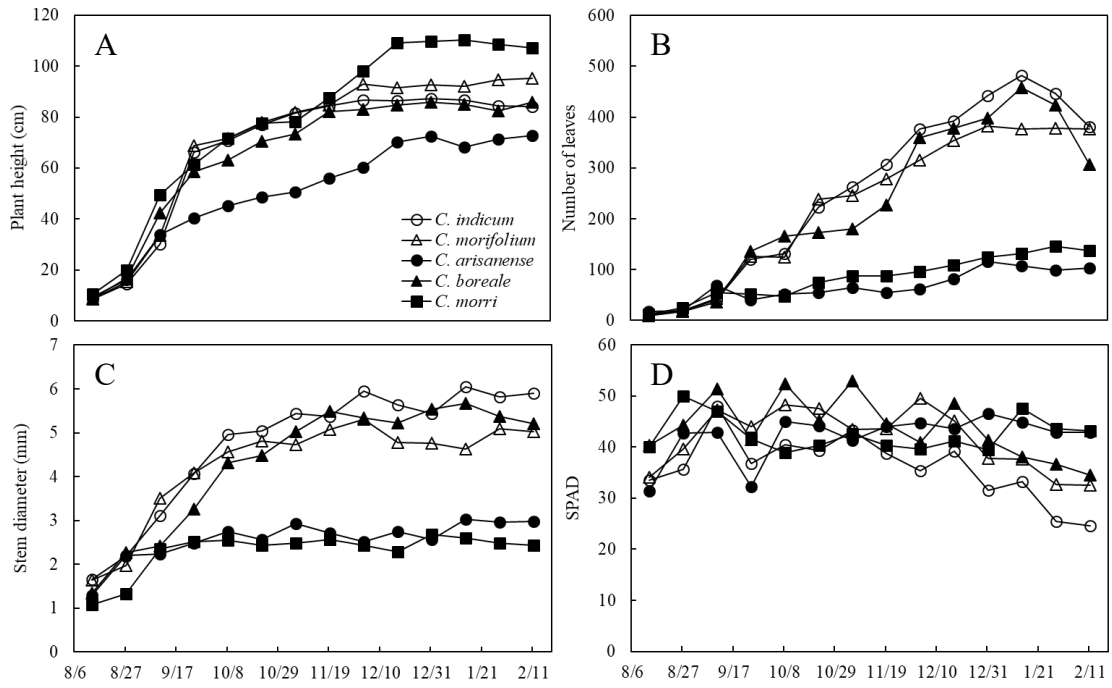 A
Plant height (cm)
120
100
80
60
40
20
0
C. indicum
C. morifolium
C. arisanense
C. boreale
C. morri
B
Number of leaves
600
500
400
300
200
100
0
C
Stem diameter (mm)
7
6
5
4
3
2
1
0
8/6 8/27 9/17 10/8 10/29 11/19 12/10 12/31 1/21 2/11
D
SPAD
60
50
40
30
20
10
0
8/6 8/27 9/17 10/8 10/29 11/19 12/10 12/31 1/21 2/11